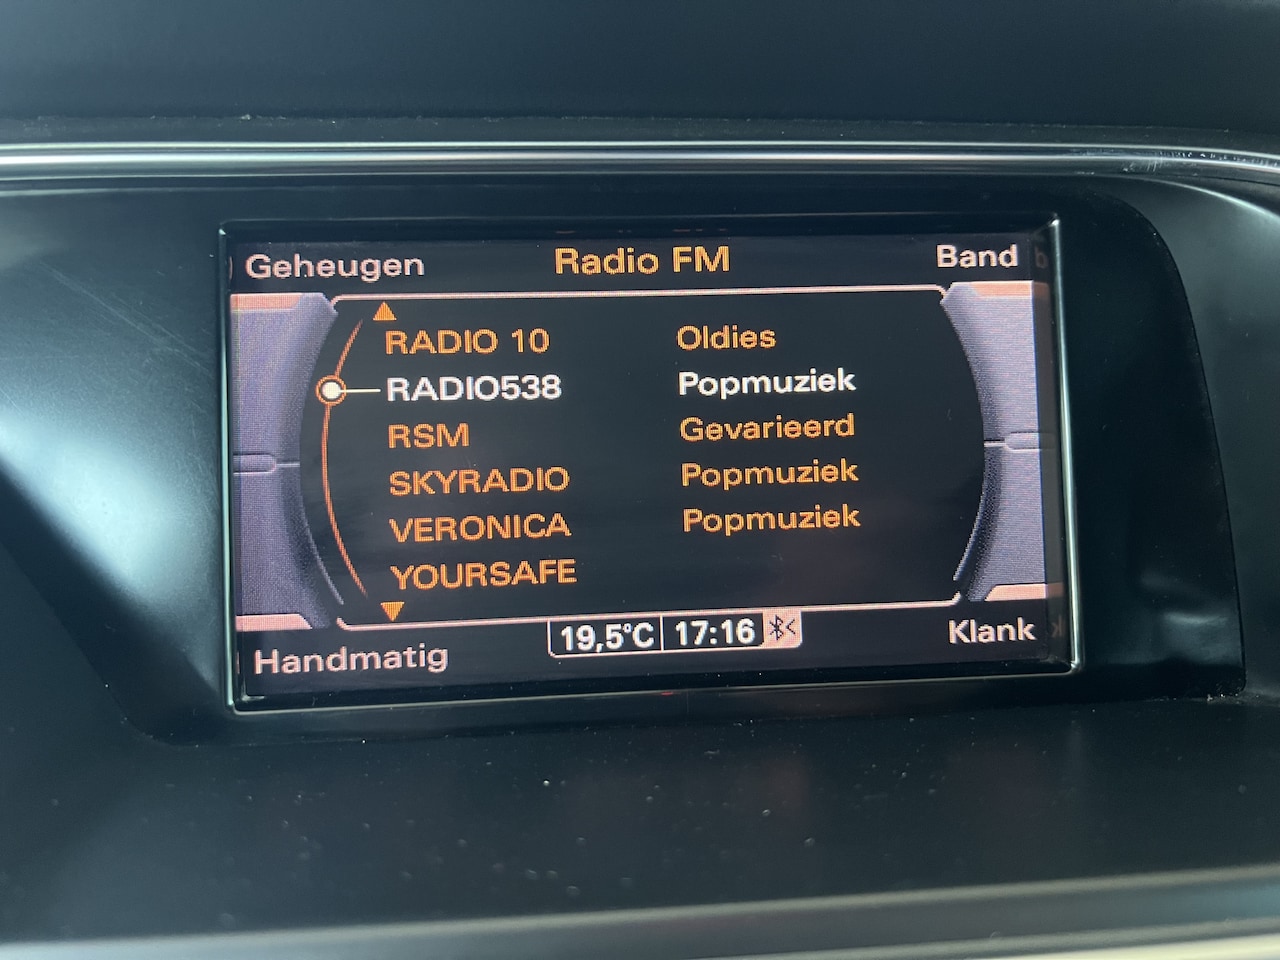 Geheugen Radio FM Band
RADIO 10 Oldies
RADIO538 Popmuziek
RSM Gevarieerd
SKYRADIO Popmuziek
VERONICA Popmuziek
YOURSAFE
19,5°C 17:16
Handmatig Klank